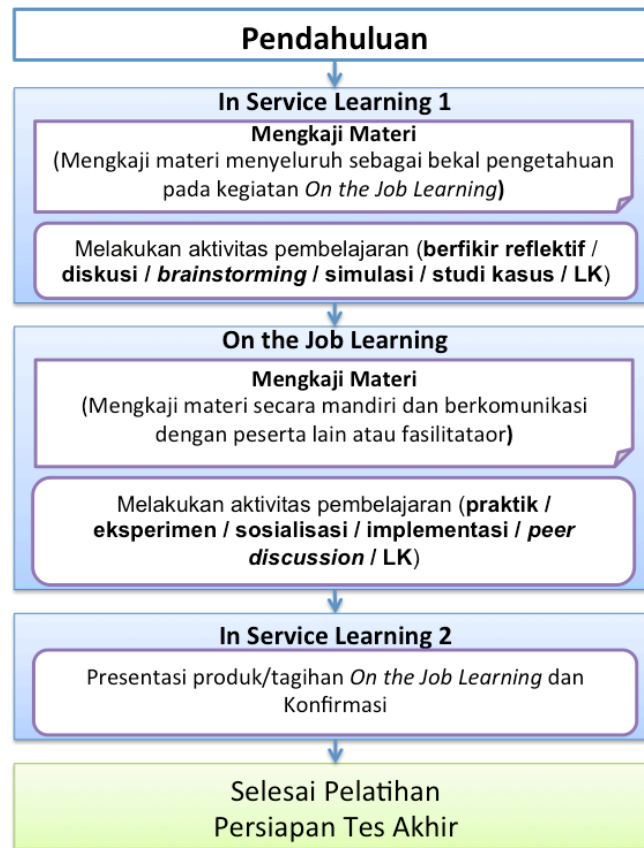 Pendahuluan
In Service Learning 1
Mengkaji Materi
(Mengkaji materi menyeluruh sebagai bekal pengetahuan
pada kegiatan On the Job Learning)
Melakukan aktivitas pembelajaran (berfikir reflektif /
diskusi / brainstorming / simulasi / studi kasus / LK)
On the Job Learning
Mengkaji Materi
(Mengkaji materi secara mandiri dan berkomunikasi
dengan peserta lain atau fasilitataor)
Melakukan aktivitas pembelajaran (praktik /
eksperimen / sosialisasi / implementasi / peer
discussion / LK)
In Service Learning 2
Presentasi produk/tagihan On the Job Learning dan
Konfirmasi
Selesai Pelatihan
Persiapan Tes Akhir